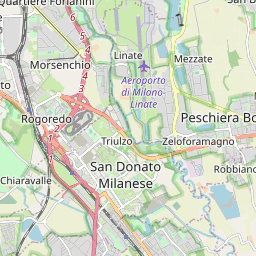 Quartiere Forlanini
Linate
Mezzate
Morsenchio
Aeroporto
di Milano-
Linate
Rogoredo
Peschiera Bo
Triulzo
Zeloforamagno
San Donato
Milanese
Robbiano
Chiaravalle